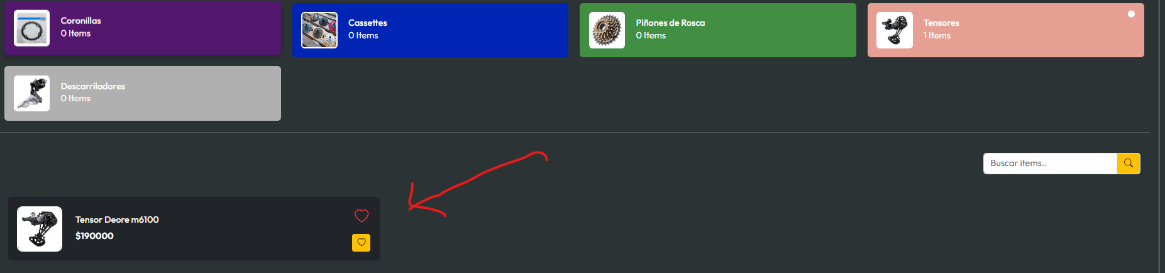 Coronillas
0 Items
Cassettes
0 Items
Piñones de Rosca
0 Items
Tensores
1 Items
Descarriladores
0 Items
Buscar items..
Tensor Deore m6100
$190000